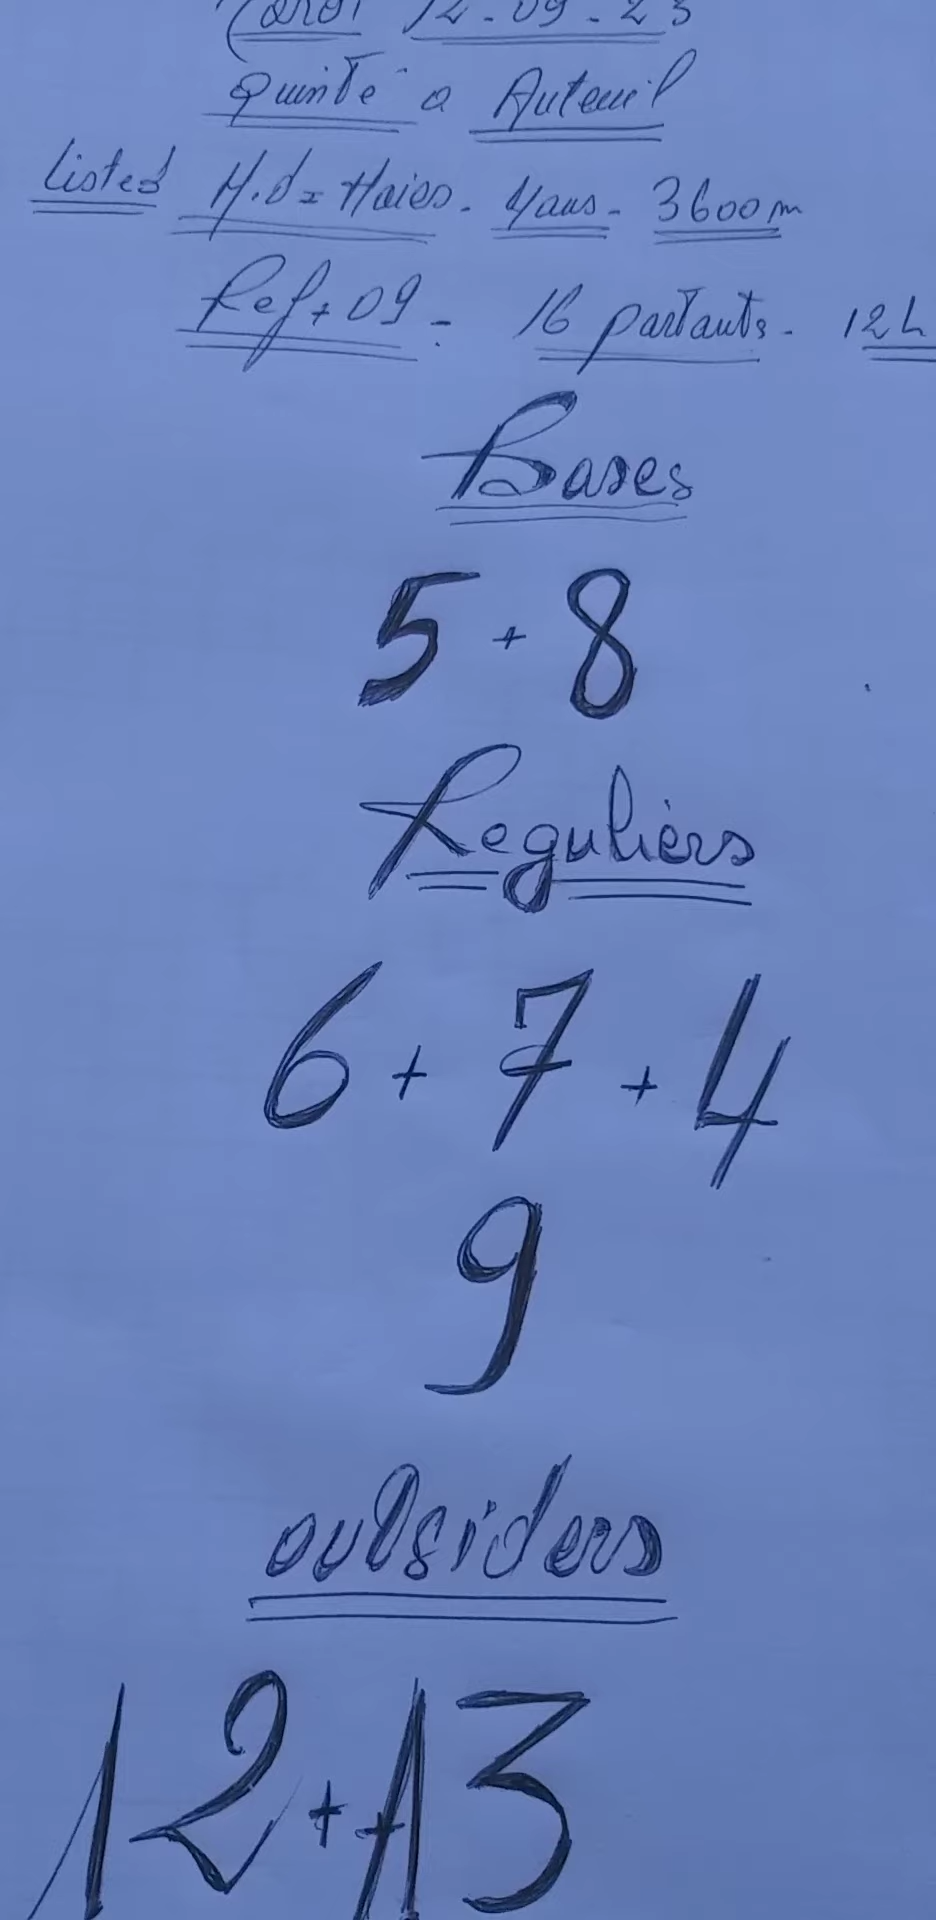 12-09-23
Quinté a Auteuil
Listed H.d= Haies- 4ans- 3600m
Ref+09- 16 partants- 12h
Bases
5+8
Reguliers
6+7+4
9
outsiders
12+13